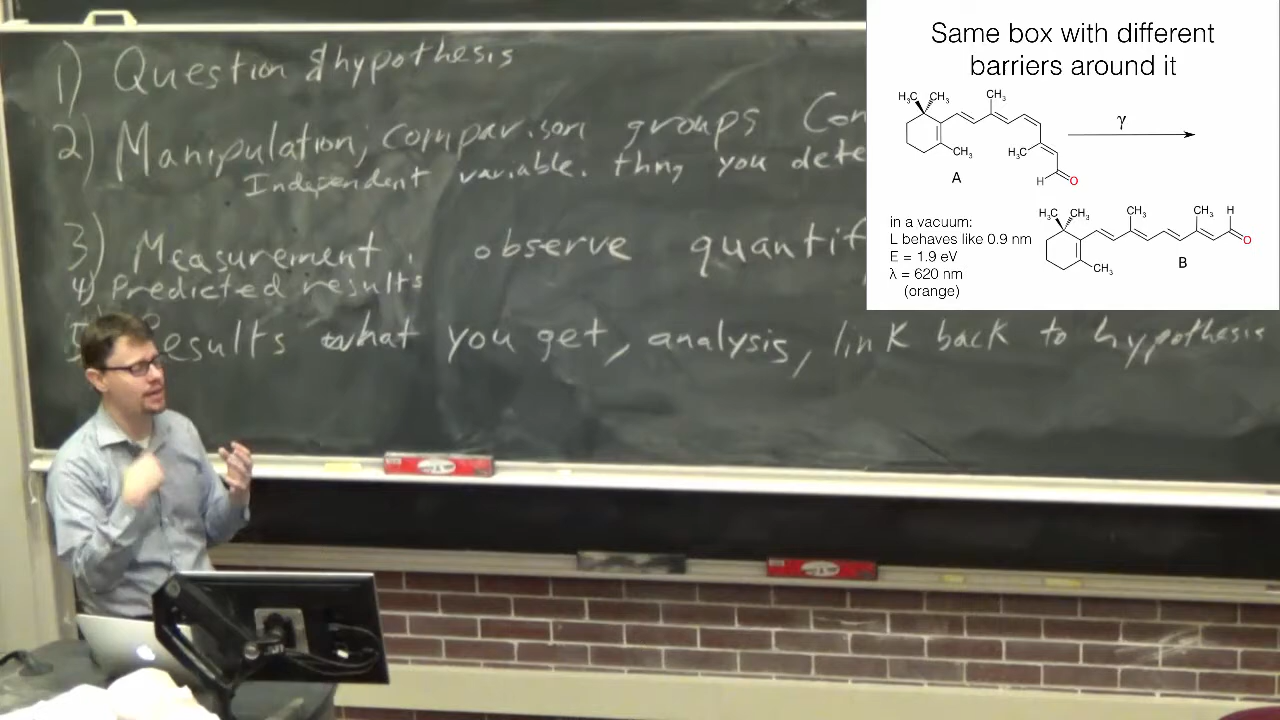 1) Question & hypothesis
2) Manipulation; comparison groups Con
Independent variable. thing you dete
3) Measurement. observe quantif
4) Predicted results
Results what you get, analysis, link back to hypothesis
Same box with different
barriers around it
H₃C CH₃ CH₃
CH₃ H₃C
H O
A
γ
in a vacuum:
L behaves like 0.9 nm
E = 1.9 eV
λ = 620 nm
(orange)
H₃C CH₃ CH₃ CH₃ H
O
CH₃
B